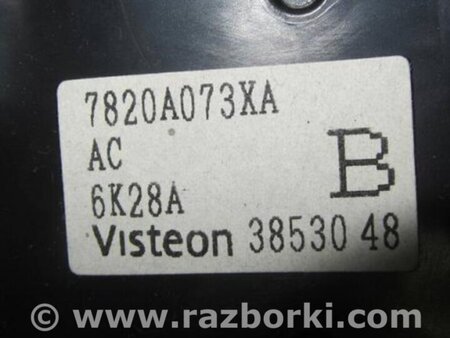 7820A073XA
AC
B
6K28A
Visteon 38530 48
© www.razborki.com